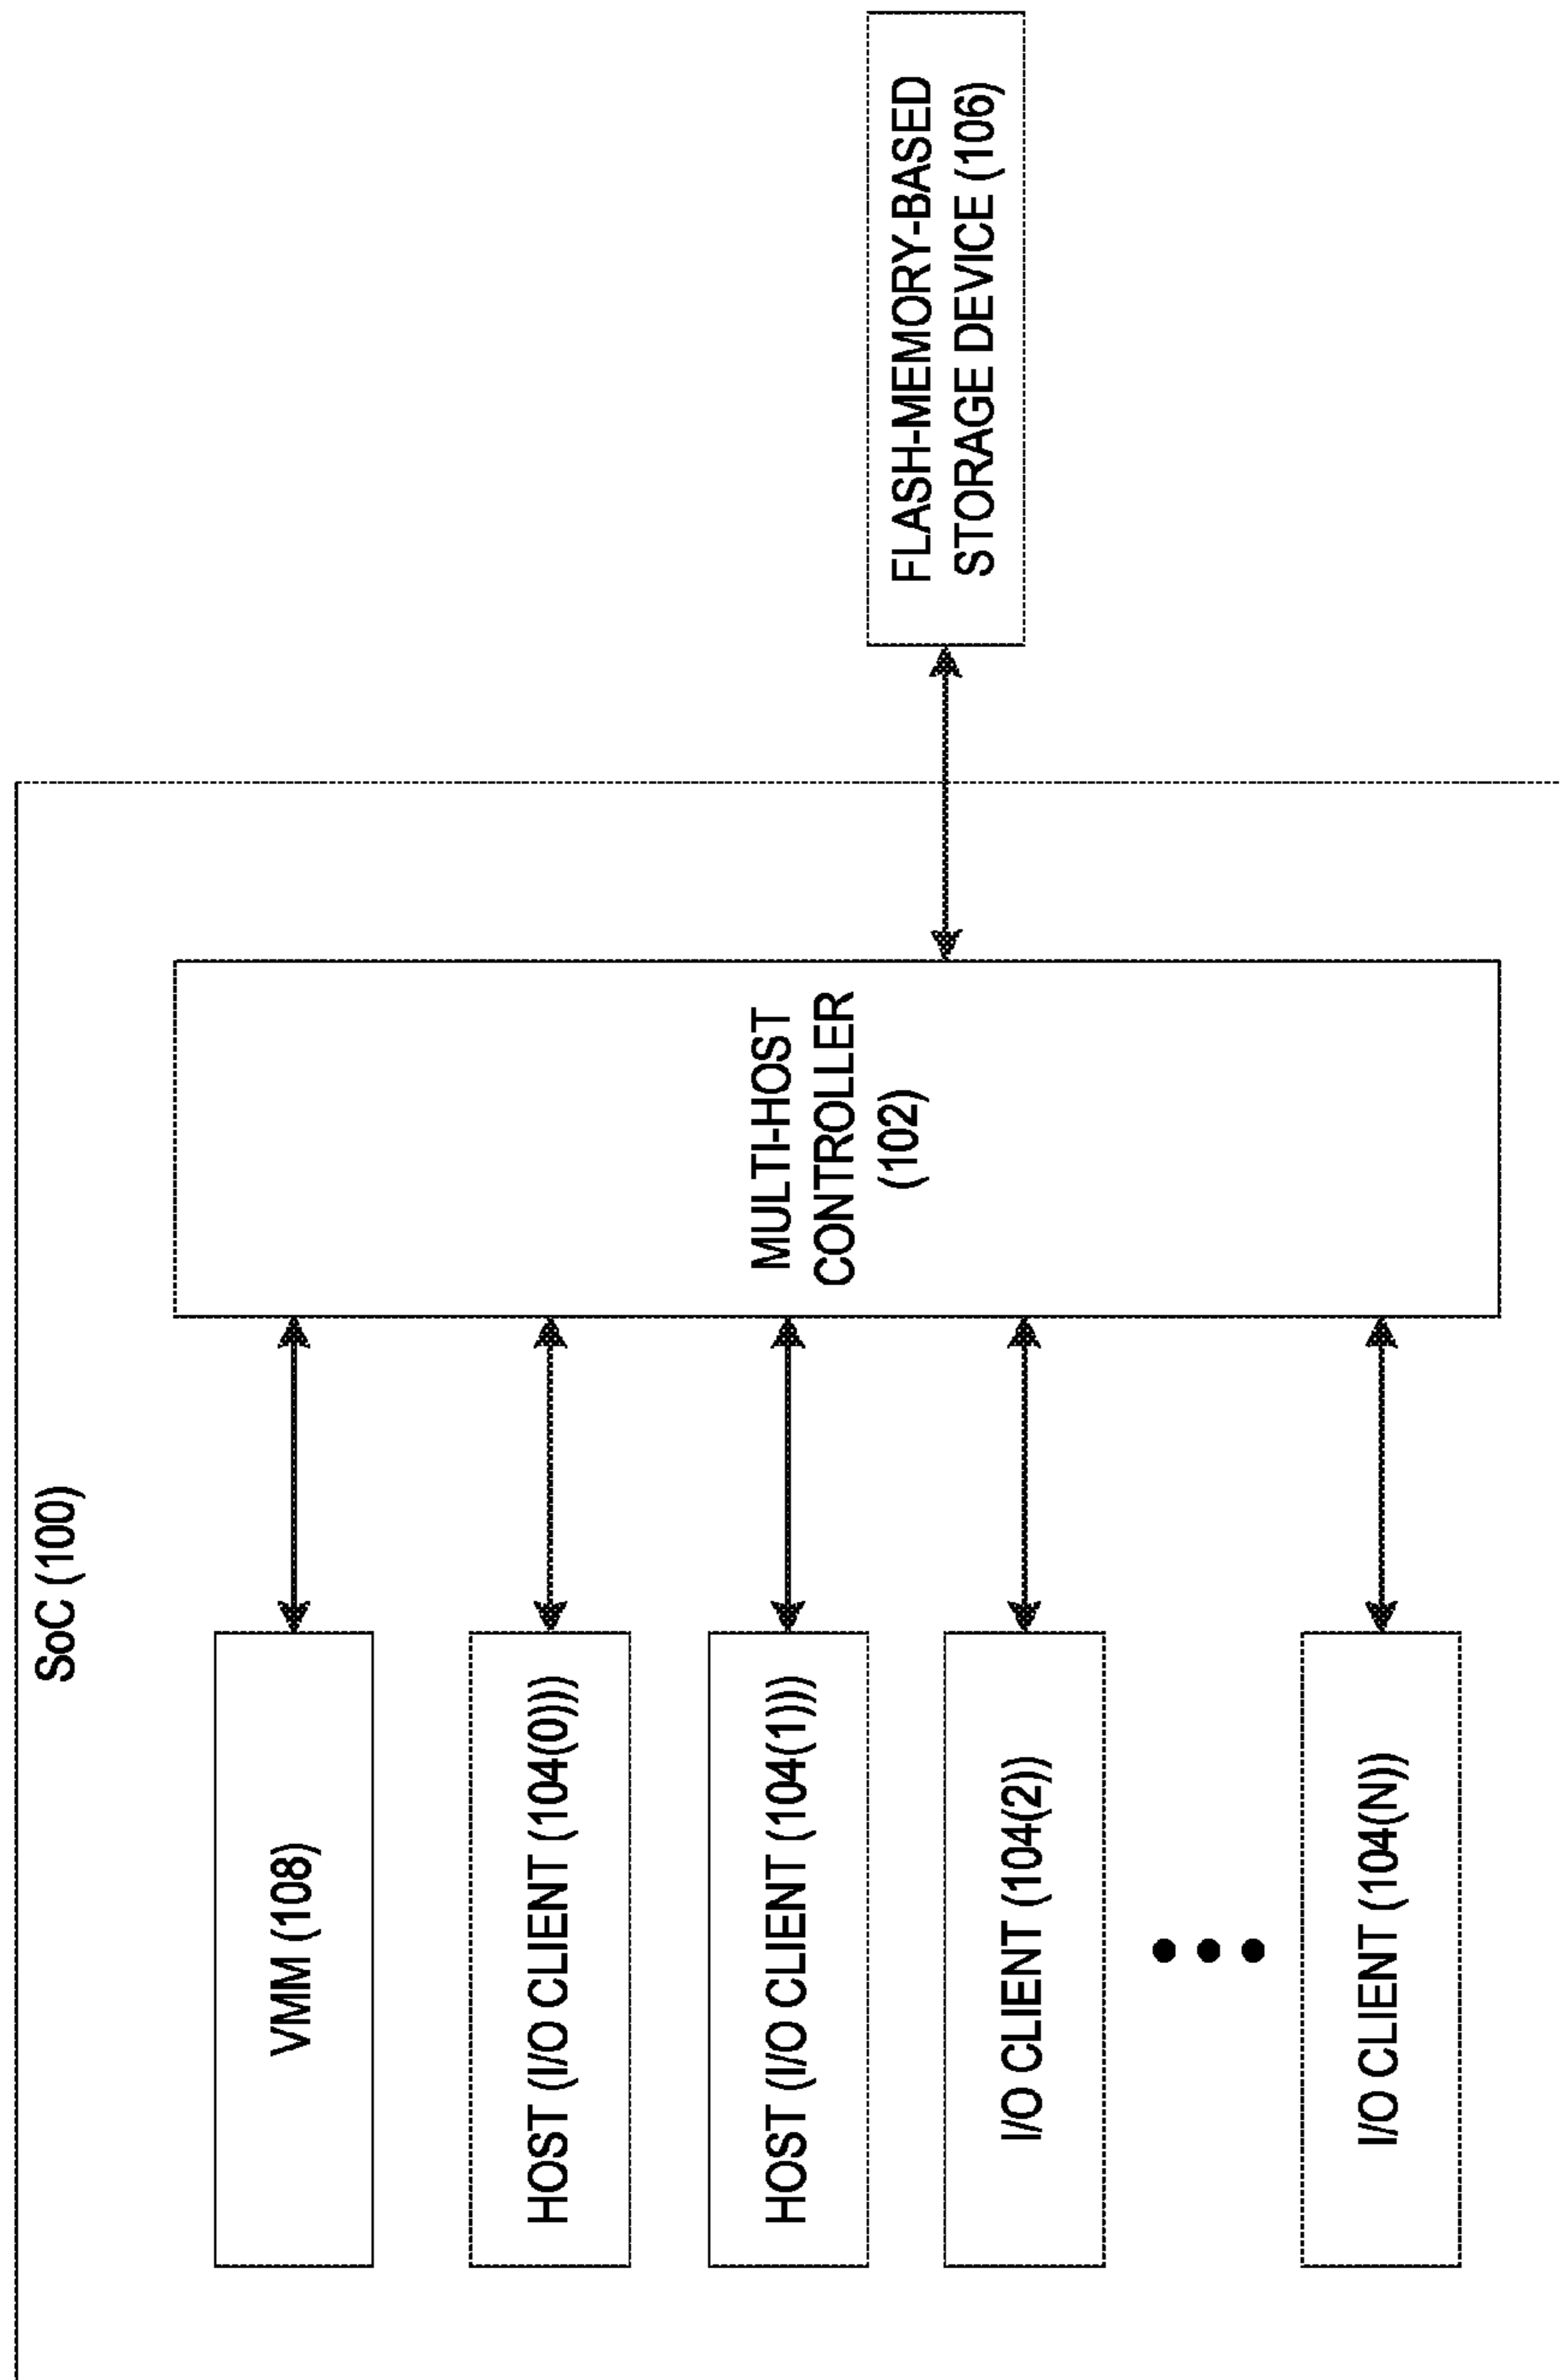 SoC (100)
VMM (108)
HOST (I/O CLIENT (104(0)))
HOST (I/O CLIENT (104(1)))
I/O CLIENT (104(2))
I/O CLIENT (104(N))
MULTI-HOST
CONTROLLER
(102)
FLASH-MEMORY-BASED
STORAGE DEVICE (106)